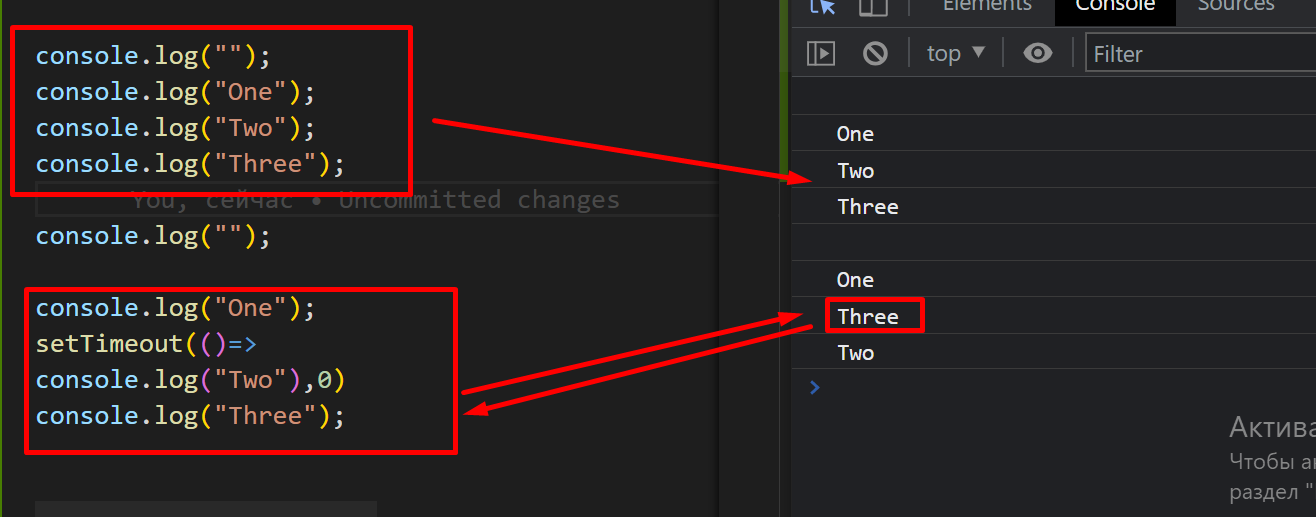 console.log("");
console.log("One");
console.log("Two");
console.log("Three");
You, сейчас • Uncommitted changes
console.log("");
console.log("One");
setTimeout(()=>
console.log("Two"),0)
console.log("Three");
Elements Console Sources
top Filter
One
Two
Three
One
Three
Two
>
раздел "